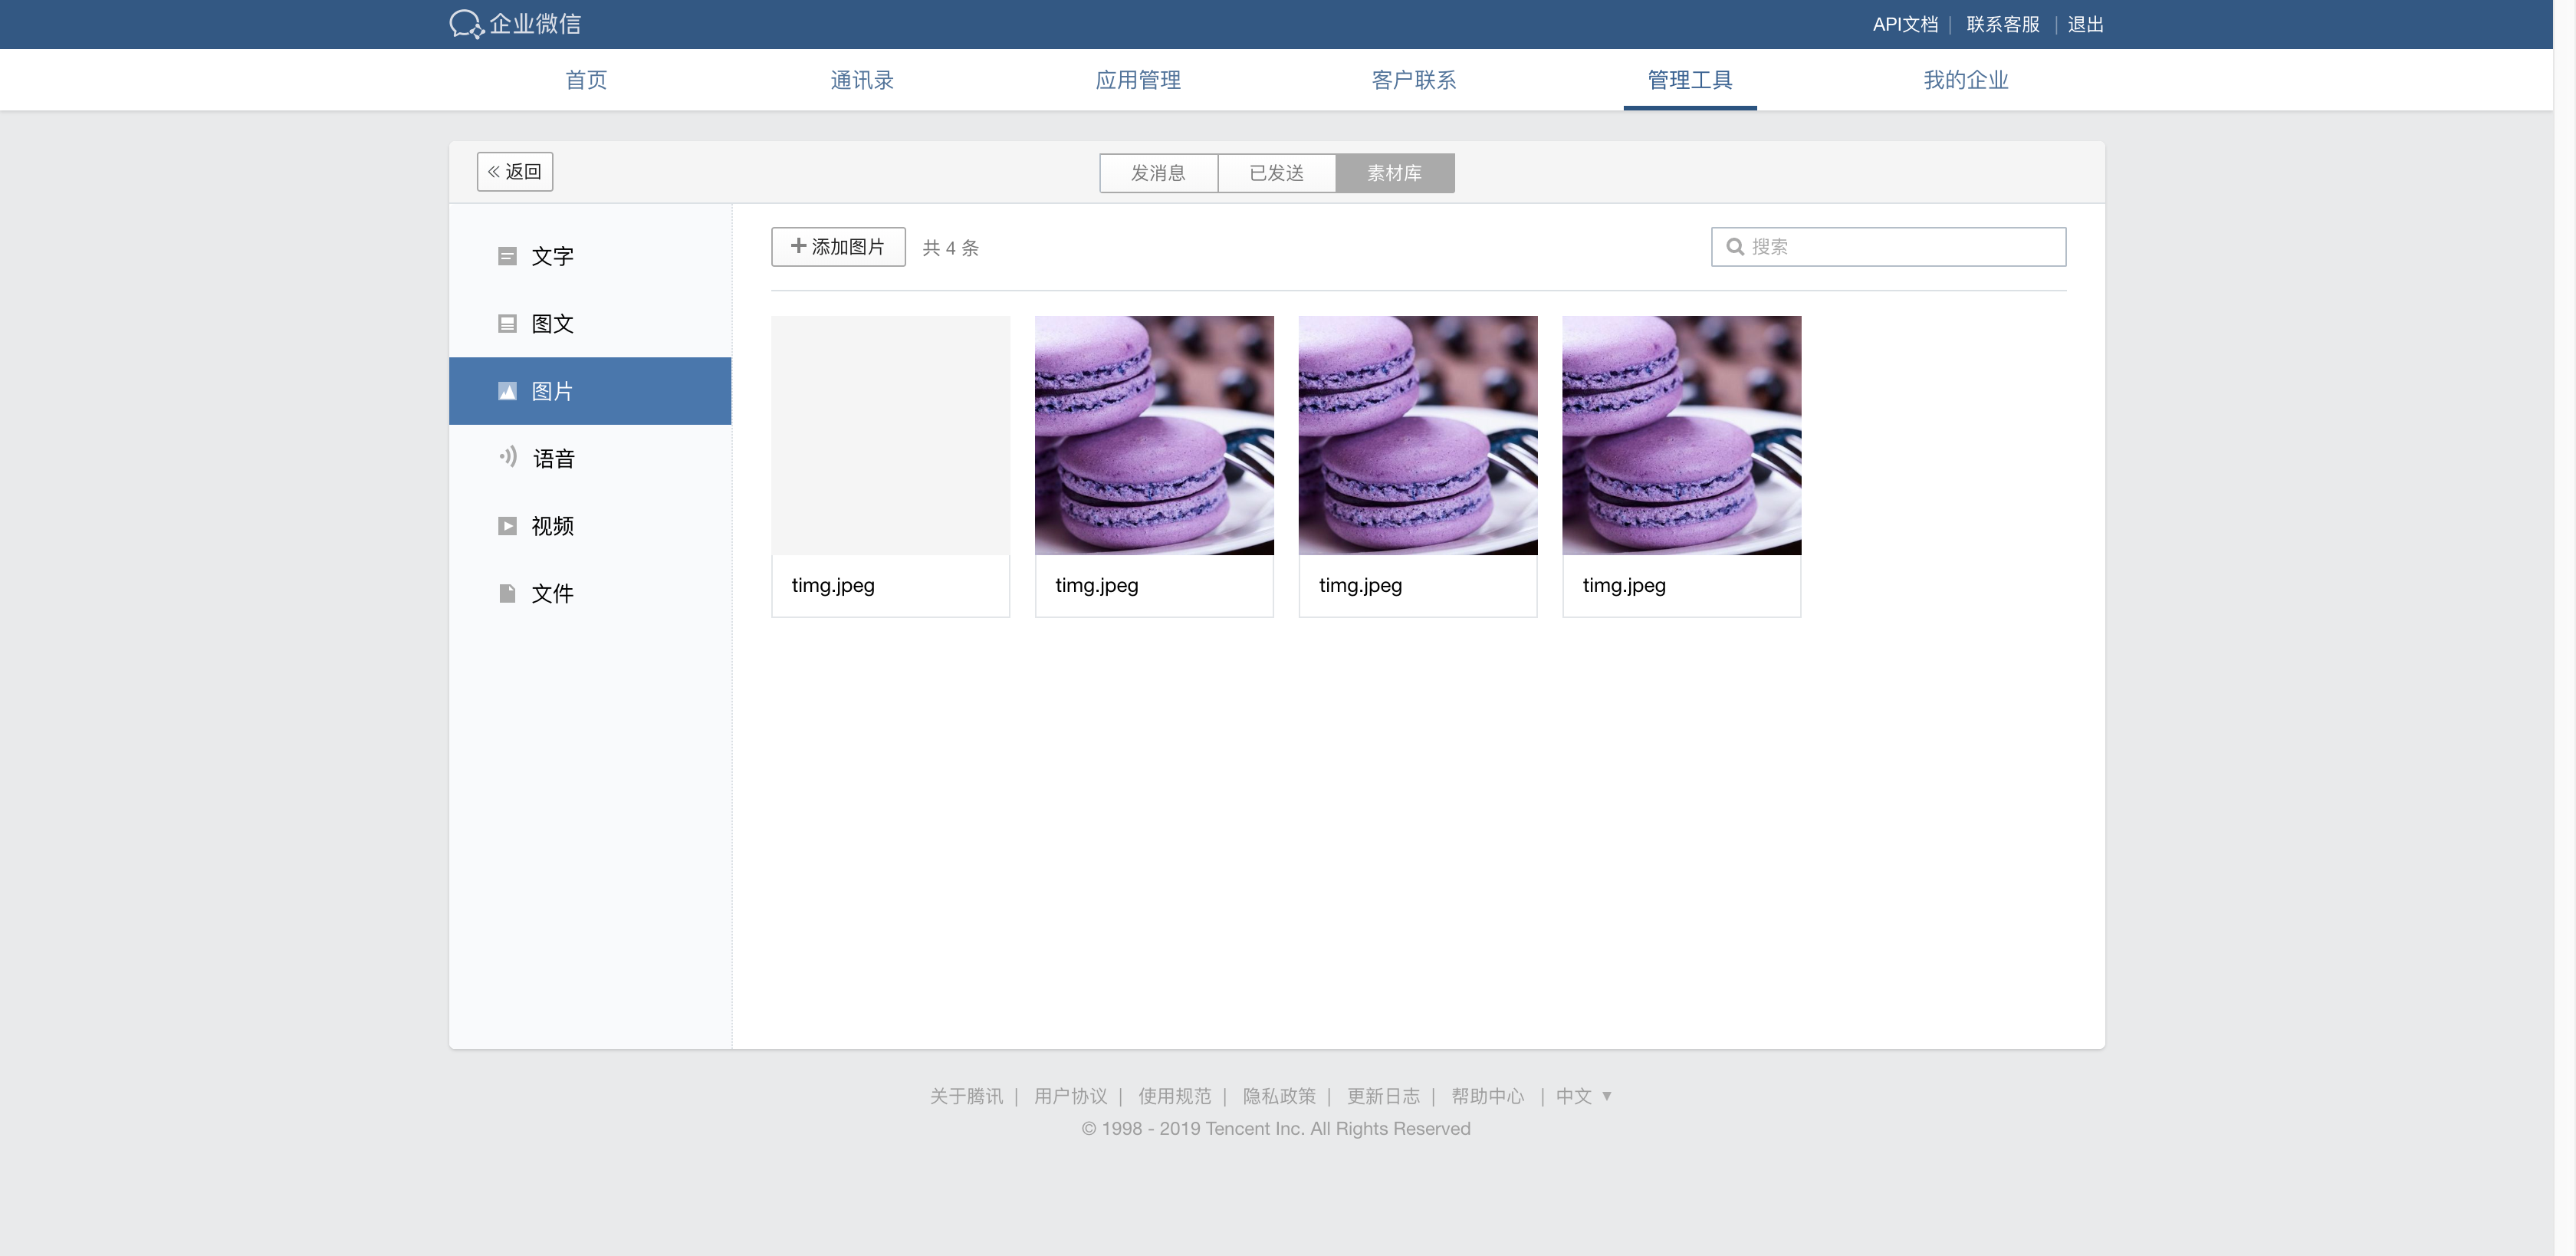 企业微信
API文档 | 联系客服 | 退出
首页 通讯录 应用管理 客户联系 管理工具 我的企业
« 返回
发消息 已发送 素材库
文字
图文
图片
语音
视频
文件
+ 添加图片 共 4 条
搜索
timg.jpeg timg.jpeg timg.jpeg timg.jpeg
关于腾讯 | 用户协议 | 使用规范 | 隐私政策 | 更新日志 | 帮助中心 | 中文 ▼
© 1998 - 2019 Tencent Inc. All Rights Reserved